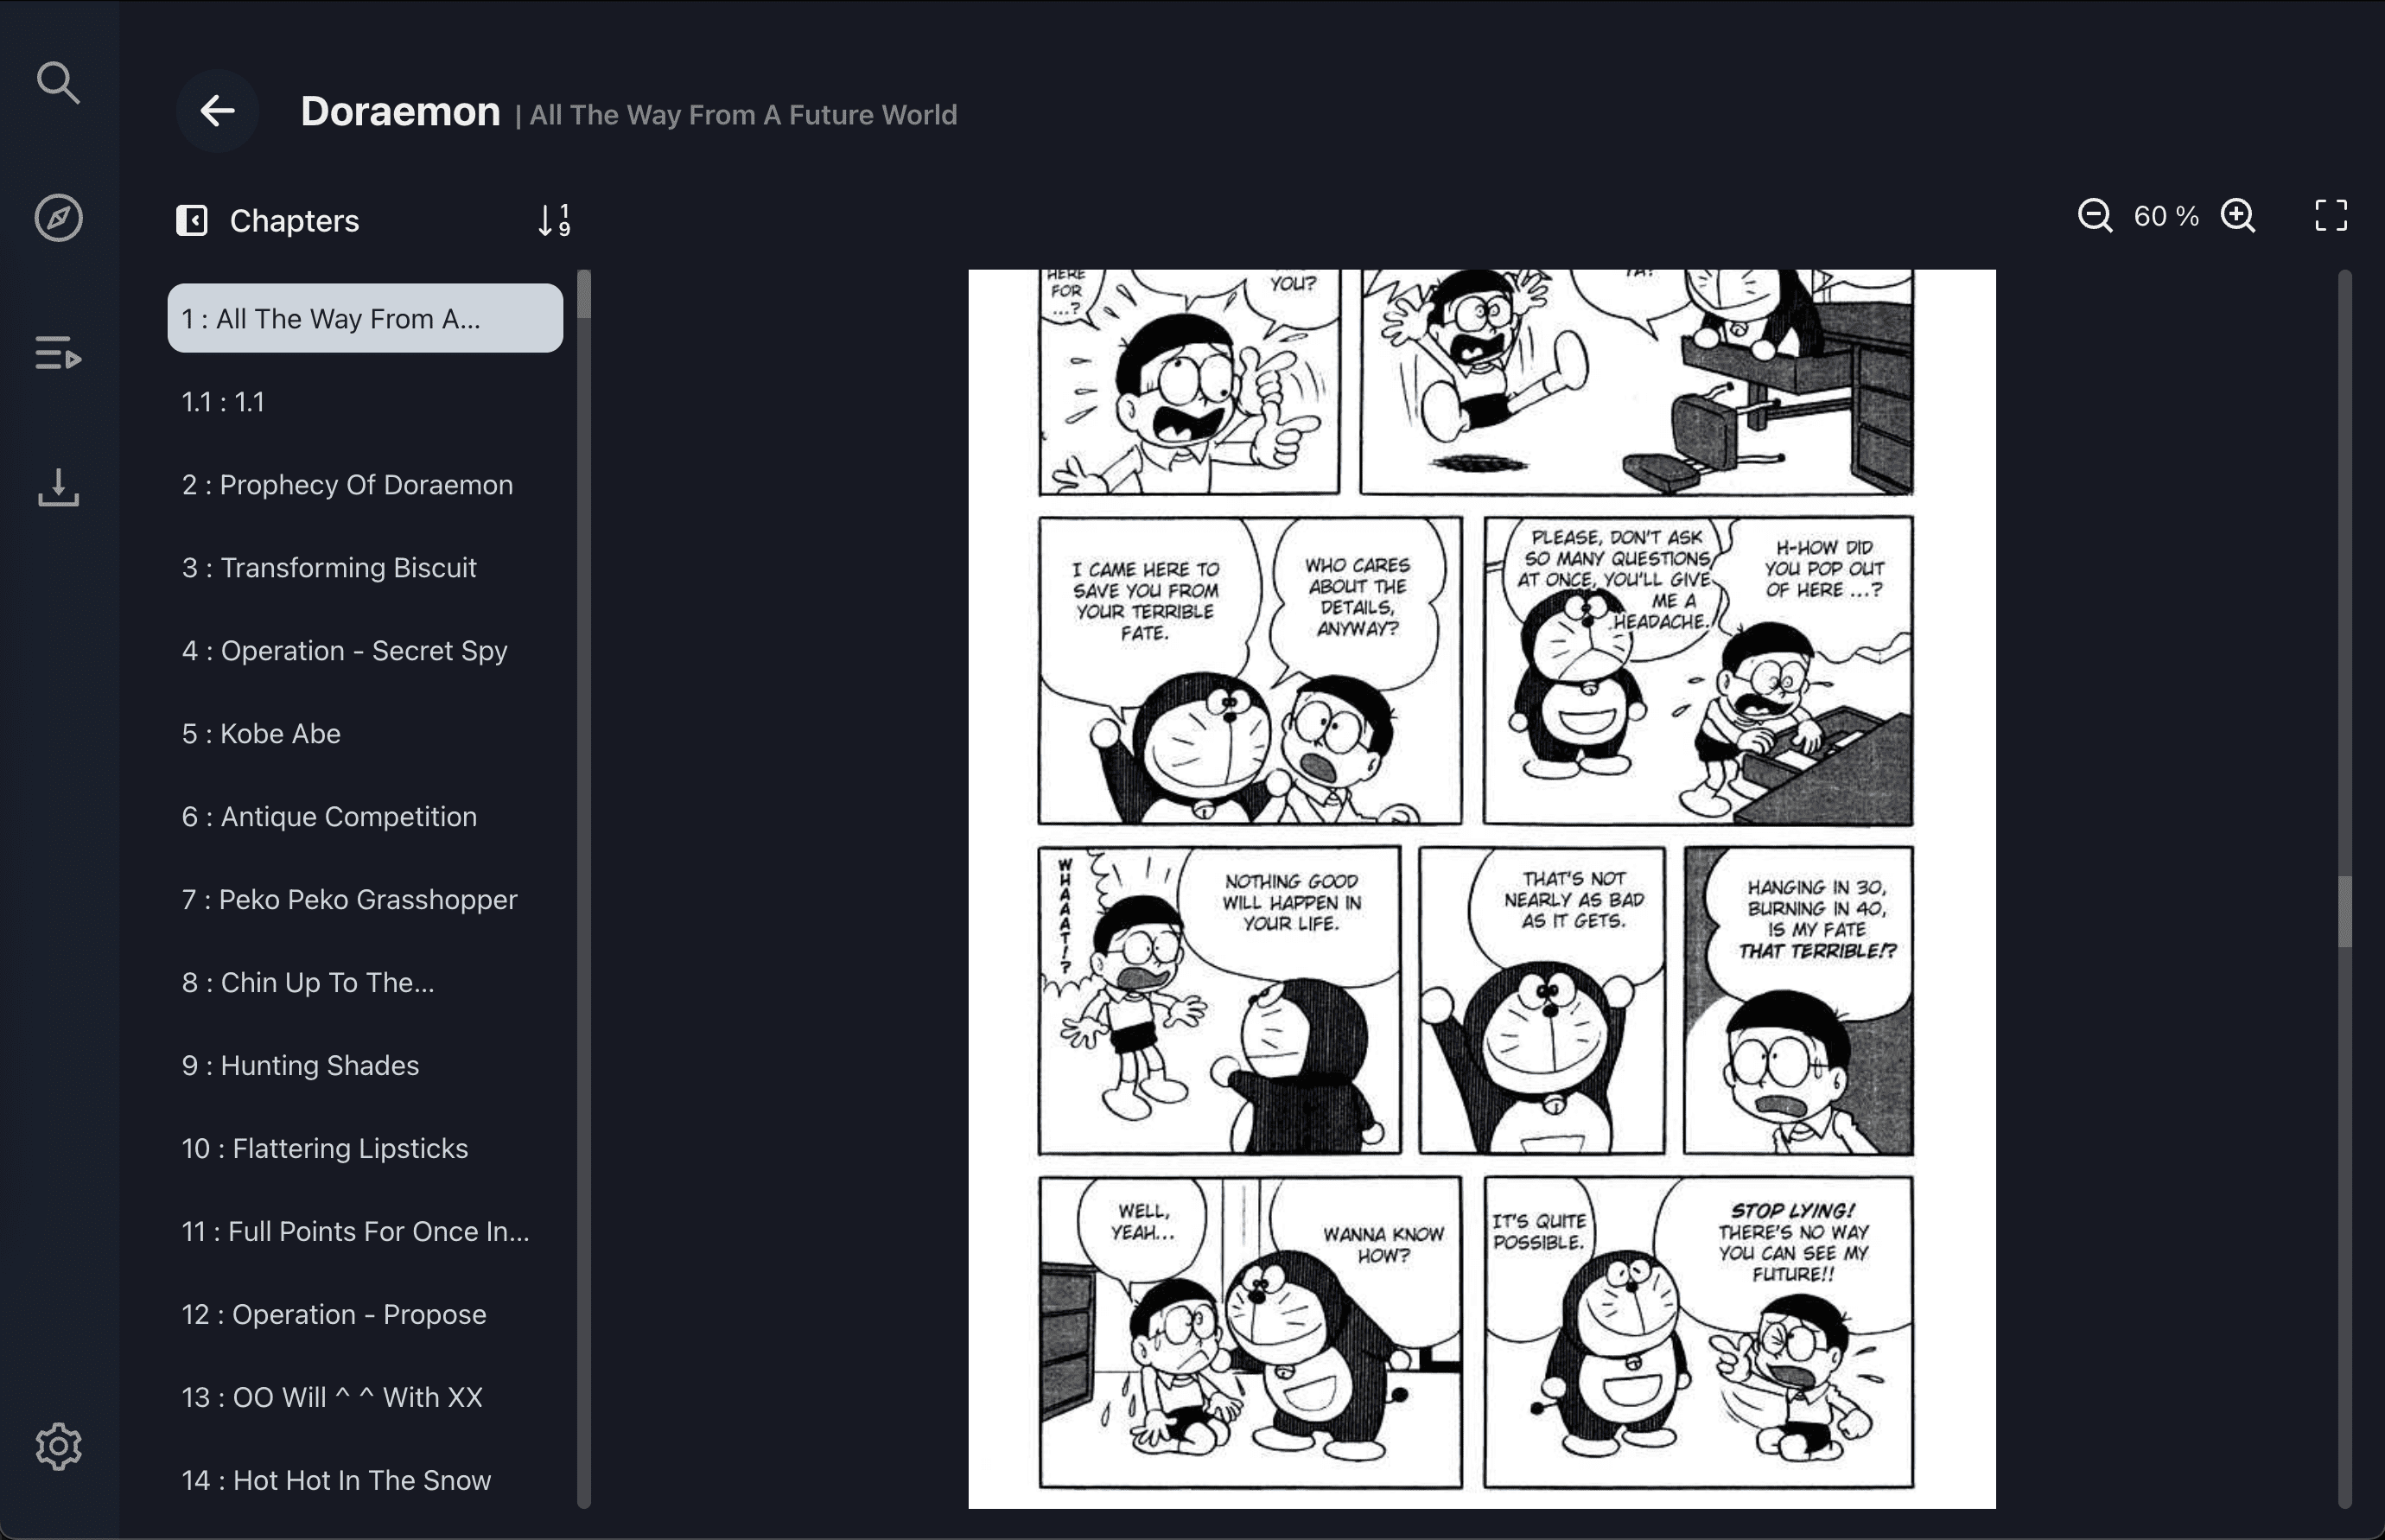 Doraemon | All The Way From A Future World
Chapters
1
9
60 %
1 : All The Way From A...
1.1 : 1.1
2 : Prophecy Of Doraemon
3 : Transforming Biscuit
4 : Operation - Secret Spy
5 : Kobe Abe
6 : Antique Competition
7 : Peko Peko Grasshopper
8 : Chin Up To The...
9 : Hunting Shades
10 : Flattering Lipsticks
11 : Full Points For Once In...
12 : Operation - Propose
13 : OO Will ^ ^ With XX
14 : Hot Hot In The Snow
YOU?
HERE
FOR
...?
H-HOW DID
YOU POP OUT
OF HERE ...?
PLEASE, DON'T ASK
SO MANY QUESTIONS
AT ONCE, YOU'LL GIVE
ME A
HEADACHE.
WHO CARES
ABOUT THE
DETAILS,
ANYWAY?
I CAME HERE TO
SAVE YOU FROM
YOUR TERRIBLE
FATE.
HANGING IN 30,
BURNING IN 40,
IS MY FATE
THAT TERRIBLE!?
THAT'S NOT
NEARLY AS BAD
AS IT GETS.
NOTHING GOOD
WILL HAPPEN IN
YOUR LIFE.
WHAAAT!?
STOP LYING!
THERE'S NO WAY
YOU CAN SEE MY
FUTURE!!
IT'S QUITE
POSSIBLE.
WANNA KNOW
HOW?
WELL,
YEAH...